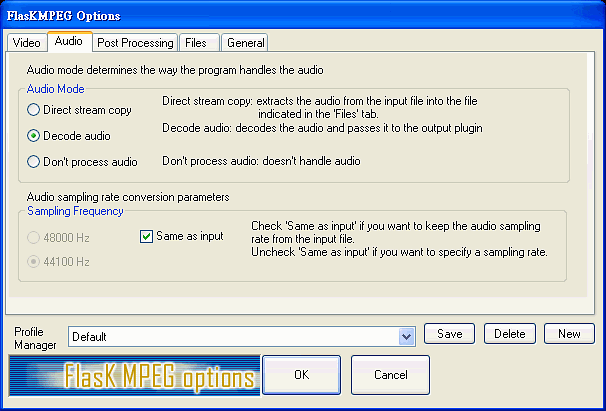 FlasKMPEG Options
Video Audio Post Processing Files General
Audio mode determines the way the program handles the audio
Audio Mode
Direct stream copy
Direct stream copy: extracts the audio from the input file into the file
indicated in the 'Files' tab.
Decode audio
Decode audio: decodes the audio and passes it to the output plugin
Don't process audio
Don't process audio: doesn't handle audio
Audio sampling rate conversion parameters
Sampling Frequency
48000 Hz
44100 Hz
Same as input
Check 'Same as input' if you want to keep the audio sampling
rate from the input file.
Uncheck 'Same as input' if you want to specify a sampling rate.
Profile
Manager
Default
Save Delete New
FlasK MPEG options
OK Cancel